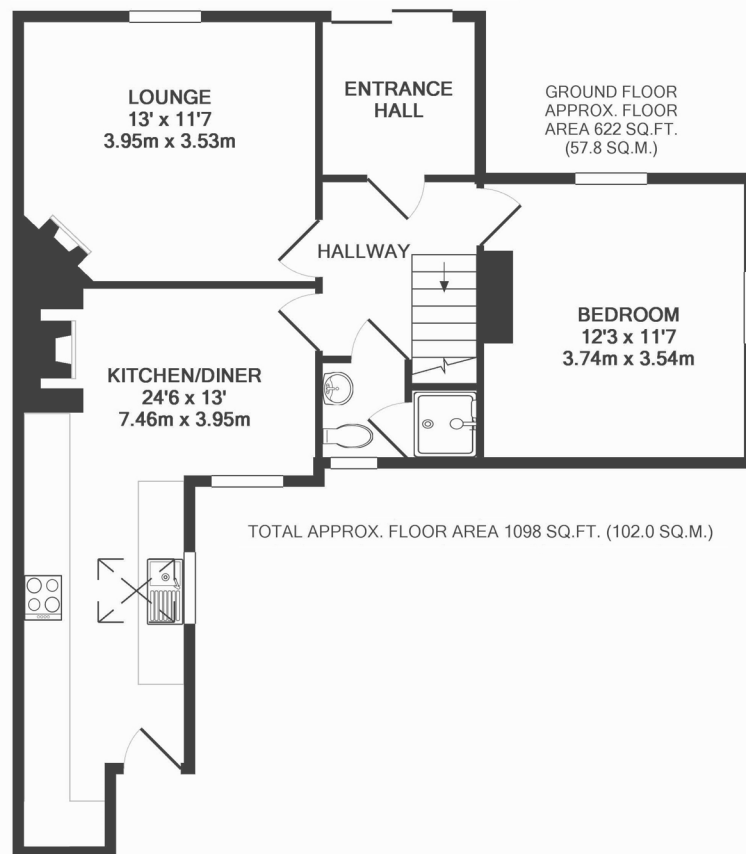 LOUNGE
13' x 11'7
3.95m x 3.53m
ENTRANCE
HALL
GROUND FLOOR
APPROX. FLOOR
AREA 622 SQ.FT.
(57.8 SQ.M.)
HALLWAY
BEDROOM
12'3 x 11'7
3.74m x 3.54m
KITCHEN/DINER
24'6 x 13'
7.46m x 3.95m
TOTAL APPROX. FLOOR AREA 1098 SQ.FT. (102.0 SQ.M.)